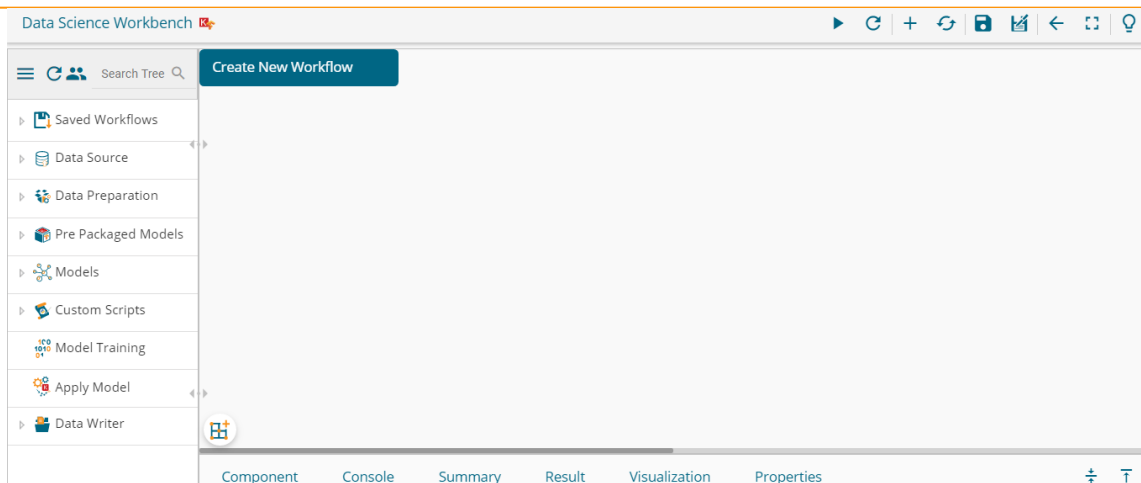 Data Science Workbench
Search Tree
Create New Workflow
Saved Workflows
Data Source
Data Preparation
Pre Packaged Models
Models
Custom Scripts
Model Training
Apply Model
Data Writer
Component Console Summary Result Visualization Properties